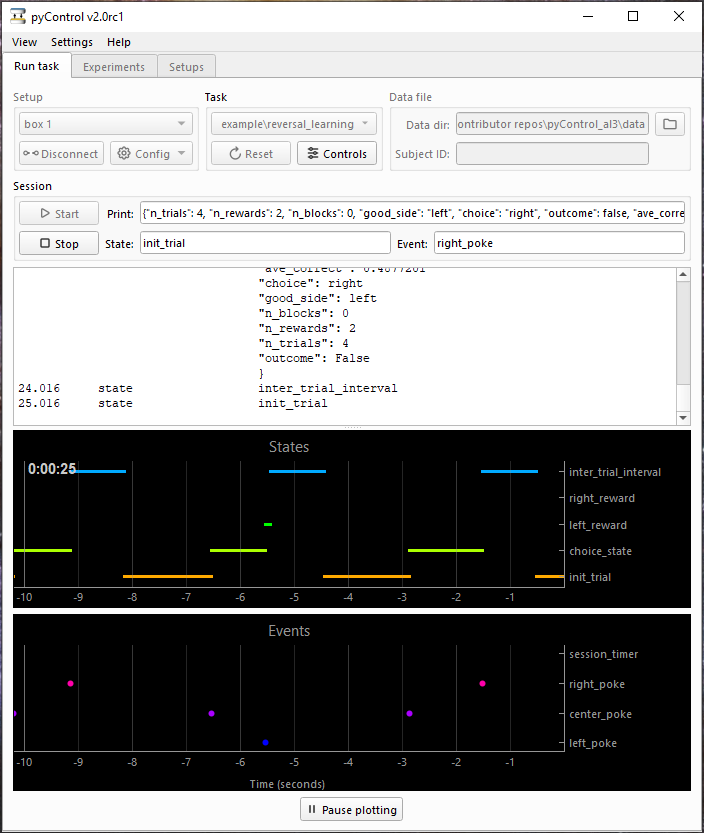 pyControl v2.0rc1
View Settings Help
Run task Experiments Setups
Setup Task Data file
box 1 example\reversal_learning Data dir: ontributor repos\pyControl_al3\data
Disconnect Config Reset Controls Subject ID:
Session
Start Print: {"n_trials": 4, "n_rewards": 2, "n_blocks": 0, "good_side": "left", "choice": "right", "outcome": false, "ave_corre
Stop State: init_trial Event: right_poke
"ave_correct": 0.4877201
"choice": right
"good_side": left
"n_blocks": 0
"n_rewards": 2
"n_trials": 4
"outcome": False
}
24.016 state inter_trial_interval
25.016 state init_trial
States
0:00:25
inter_trial_interval
right_reward
left_reward
choice_state
init_trial
-10 -9 -8 -7 -6 -5 -4 -3 -2 -1
Events
session_timer
right_poke
center_poke
left_poke
-10 -9 -8 -7 -6 -5 -4 -3 -2 -1
Time (seconds)
Pause plotting